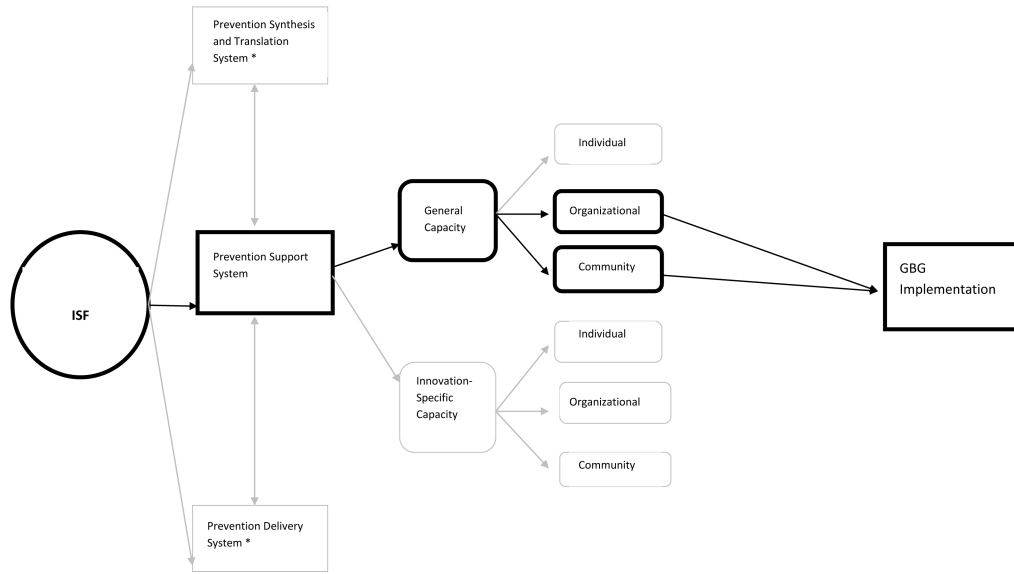 Prevention Synthesis
and Translation
System *
Individual
General
Capacity
Organizational
Prevention Support
System
Community
GBG
Implementation
ISF
Individual
Innovation-
Specific
Capacity
Organizational
Community
Prevention Delivery
System *